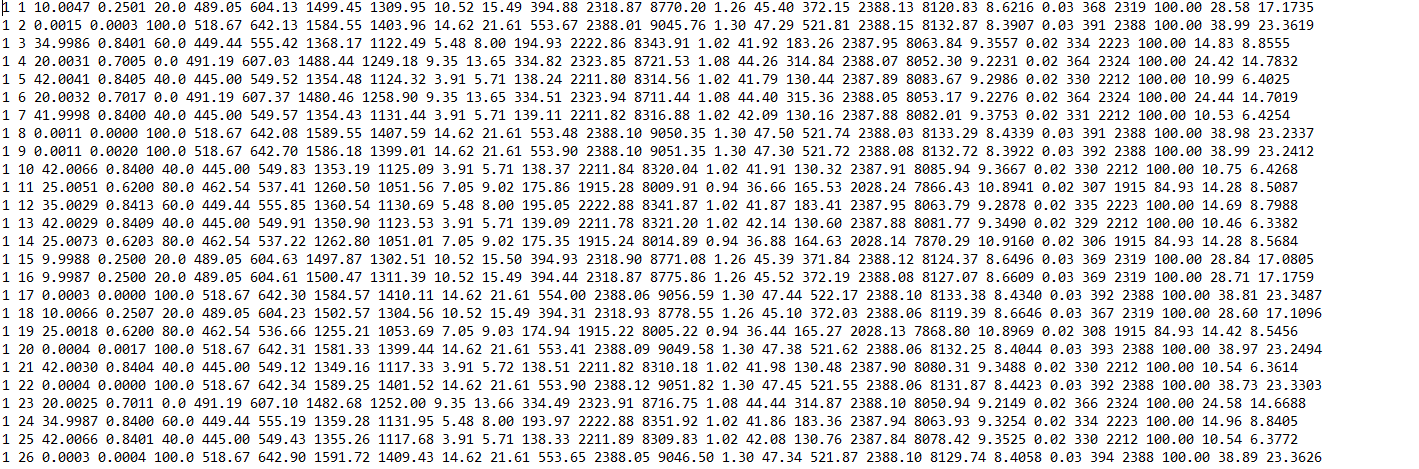 1 1 10.0047 0.2501 20.0 489.05 604.13 1499.45 1309.95 10.52 15.49 394.88 2318.87 8770.20 1.26 45.40 372.15 2388.13 8120.83 8.6216 0.03 368 2319 100.00 28.58 17.1735
1 2 0.0015 0.0003 100.0 518.67 642.13 1584.55 1403.96 14.62 21.61 553.67 2388.01 9045.76 1.30 47.29 521.81 2388.15 8132.87 8.3907 0.03 391 2388 100.00 38.99 23.3619
1 3 34.9986 0.8401 60.0 449.44 555.42 1368.17 1122.49 5.48 8.00 194.93 2222.86 8343.91 1.02 41.92 183.26 2387.95 8063.84 9.3557 0.02 334 2223 100.00 14.83 8.8555
1 4 20.0031 0.7005 0.0 491.19 607.03 1488.44 1249.18 9.35 13.65 334.82 2323.85 8721.53 1.08 44.26 314.84 2388.07 8052.30 9.2231 0.02 364 2324 100.00 24.42 14.7832
1 5 42.0041 0.8405 40.0 445.00 549.52 1354.48 1124.32 3.91 5.71 138.24 2211.80 8314.56 1.02 41.79 130.44 2387.89 8083.67 9.2986 0.02 330 2212 100.00 10.99 6.4025
1 6 20.0032 0.7017 0.0 491.19 607.37 1480.46 1258.90 9.35 13.65 334.51 2323.94 8711.44 1.08 44.40 315.36 2388.05 8053.17 9.2276 0.02 364 2324 100.00 24.44 14.7019
1 7 41.9998 0.8400 40.0 445.00 549.57 1354.43 1131.44 3.91 5.71 139.11 2211.82 8316.88 1.02 42.09 130.16 2387.88 8082.01 9.3753 0.02 331 2212 100.00 10.53 6.4254
1 8 0.0011 0.0000 100.0 518.67 642.08 1589.55 1407.59 14.62 21.61 553.48 2388.10 9050.35 1.30 47.50 521.74 2388.03 8133.29 8.4339 0.03 391 2388 100.00 38.98 23.2337
1 9 0.0011 0.0020 100.0 518.67 642.70 1586.18 1399.01 14.62 21.61 553.90 2388.10 9051.35 1.30 47.30 521.72 2388.08 8132.72 8.3922 0.03 392 2388 100.00 38.99 23.2412
1 10 42.0066 0.8400 40.0 445.00 549.83 1353.19 1125.09 3.91 5.71 138.37 2211.84 8320.04 1.02 41.91 130.32 2387.91 8085.94 9.3667 0.02 330 2212 100.00 10.75 6.4268
1 11 25.0051 0.6200 80.0 462.54 537.41 1260.50 1051.56 7.05 9.02 175.86 1915.28 8009.91 0.94 36.66 165.53 2028.24 7866.43 10.8941 0.02 307 1915 84.93 14.28 8.5087
1 12 35.0029 0.8413 60.0 449.44 555.85 1360.54 1130.69 5.48 8.00 195.05 2222.88 8341.87 1.02 41.87 183.41 2387.95 8063.79 9.2878 0.02 335 2223 100.00 14.69 8.7988
1 13 42.0029 0.8409 40.0 445.00 549.91 1350.90 1123.53 3.91 5.71 139.09 2211.78 8321.20 1.02 42.14 130.60 2387.88 8081.77 9.3490 0.02 329 2212 100.00 10.46 6.3382
1 14 25.0073 0.6203 80.0 462.54 537.22 1262.80 1051.01 7.05 9.02 175.35 1915.24 8014.89 0.94 36.88 164.63 2028.14 7870.29 10.9160 0.02 306 1915 84.93 14.28 8.5684
1 15 9.9988 0.2500 20.0 489.05 604.63 1497.87 1302.51 10.52 15.50 394.93 2318.90 8771.08 1.26 45.39 371.84 2388.12 8124.37 8.6496 0.03 369 2319 100.00 28.84 17.0805
1 16 9.9987 0.2500 20.0 489.05 604.61 1500.47 1311.39 10.52 15.49 394.44 2318.87 8775.86 1.26 45.52 372.19 2388.08 8127.07 8.6609 0.03 369 2319 100.00 28.71 17.1759
1 17 0.0003 0.0000 100.0 518.67 642.30 1584.57 1410.11 14.62 21.61 554.00 2388.06 9056.59 1.30 47.44 522.17 2388.10 8133.38 8.4340 0.03 392 2388 100.00 38.81 23.3487
1 18 10.0066 0.2507 20.0 489.05 604.23 1502.57 1304.56 10.52 15.49 394.31 2318.93 8778.55 1.26 45.10 372.03 2388.06 8119.39 8.6646 0.03 367 2319 100.00 28.60 17.1096
1 19 25.0018 0.6200 80.0 462.54 536.66 1255.21 1053.69 7.05 9.03 174.94 1915.22 8005.22 0.94 36.44 165.27 2028.13 7868.80 10.8969 0.02 308 1915 84.93 14.42 8.5456
1 20 0.0004 0.0017 100.0 518.67 642.31 1581.33 1399.44 14.62 21.61 553.41 2388.09 9049.58 1.30 47.38 521.62 2388.06 8132.25 8.4044 0.03 393 2388 100.00 38.97 23.2494
1 21 42.0030 0.8404 40.0 445.00 549.12 1349.16 1117.33 3.91 5.72 138.51 2211.82 8310.18 1.02 41.98 130.48 2387.90 8080.31 9.3488 0.02 330 2212 100.00 10.54 6.3614
1 22 0.0004 0.0000 100.0 518.67 642.34 1589.25 1401.52 14.62 21.61 553.90 2388.12 9051.82 1.30 47.45 521.55 2388.06 8131.87 8.4423 0.03 392 2388 100.00 38.73 23.3303
1 23 20.0025 0.7011 0.0 491.19 607.10 1482.68 1252.00 9.35 13.66 334.49 2323.91 8716.75 1.08 44.44 314.87 2388.10 8050.94 9.2149 0.02 366 2324 100.00 24.58 14.6688
1 24 34.9987 0.8400 60.0 449.44 555.19 1359.28 1131.95 5.48 8.00 193.97 2222.88 8351.92 1.02 41.86 183.36 2387.94 8063.93 9.3254 0.02 334 2223 100.00 14.96 8.8405
1 25 42.0066 0.8401 40.0 445.00 549.43 1355.26 1117.68 3.91 5.71 138.33 2211.89 8309.83 1.02 42.08 130.76 2387.84 8078.42 9.3525 0.02 330 2212 100.00 10.54 6.3772
1 26 0.0003 0.0004 100.0 518.67 642.90 1591.72 1409.43 14.62 21.61 553.65 2388.05 9046.50 1.30 47.34 521.87 2388.10 8129.74 8.4058 0.03 394 2388 100.00 38.89 23.3626